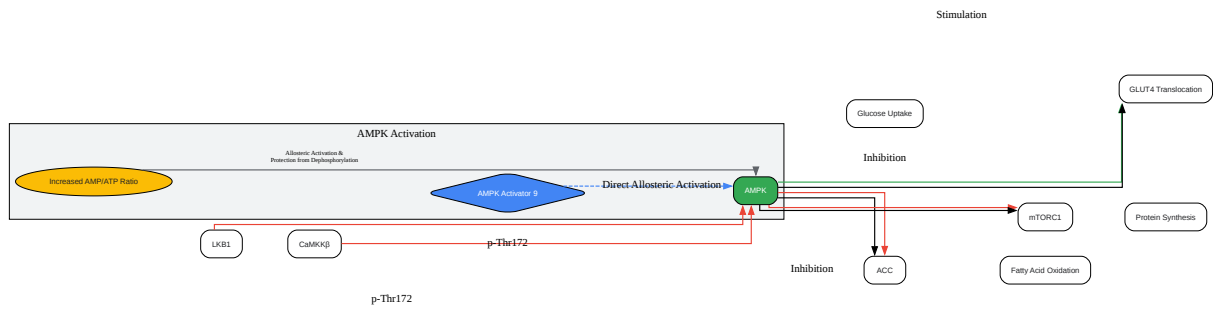 Stimulation
GLUT4 Translocation
Glucose Uptake
AMPK Activation
Allosteric Activation &
Protection from Dephosphorylation
Inhibition
Increased AMP/ATP Ratio
AMPK Activator 9
Direct Allosteric Activation
AMPK
mTORC1
Protein Synthesis
LKB1
CaMKKβ
p-Thr172
Inhibition
ACC
Fatty Acid Oxidation
p-Thr172